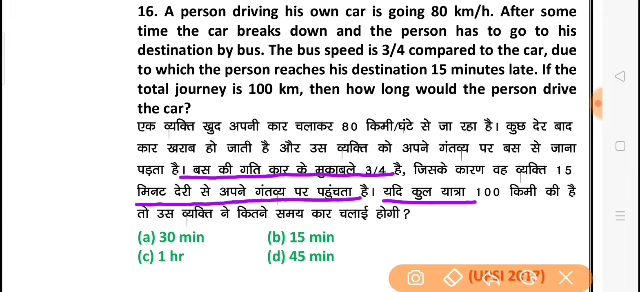 16. A person driving his own car is going 80 km/h. After some
time the car breaks down and the person has to go to his
destination by bus. The bus speed is 3/4 compared to the car, due
to which the person reaches his destination 15 minutes late. If the
total journey is 100 km, then how long would the person drive
the car?
एक व्यक्ति खुद अपनी कार चलाकर 80 किमी/घंटे से जा रहा है। कुछ देर बाद
कार खराब हो जाती है और उस व्यक्ति को अपने गंतव्य पर बस से जाना
पड़ता है। बस की गति कार के मुकाबले 3/4 है, जिसके कारण वह व्यक्ति 15
मिनट देरी से अपने गंतव्य पर पहुंचता है। यदि कुल यात्रा 100 किमी की है
तो उस व्यक्ति ने कितने समय कार चलाई होगी?
(a) 30 min (b) 15 min
(c) 1 hr (d) 45 min
(UPSI 2017)